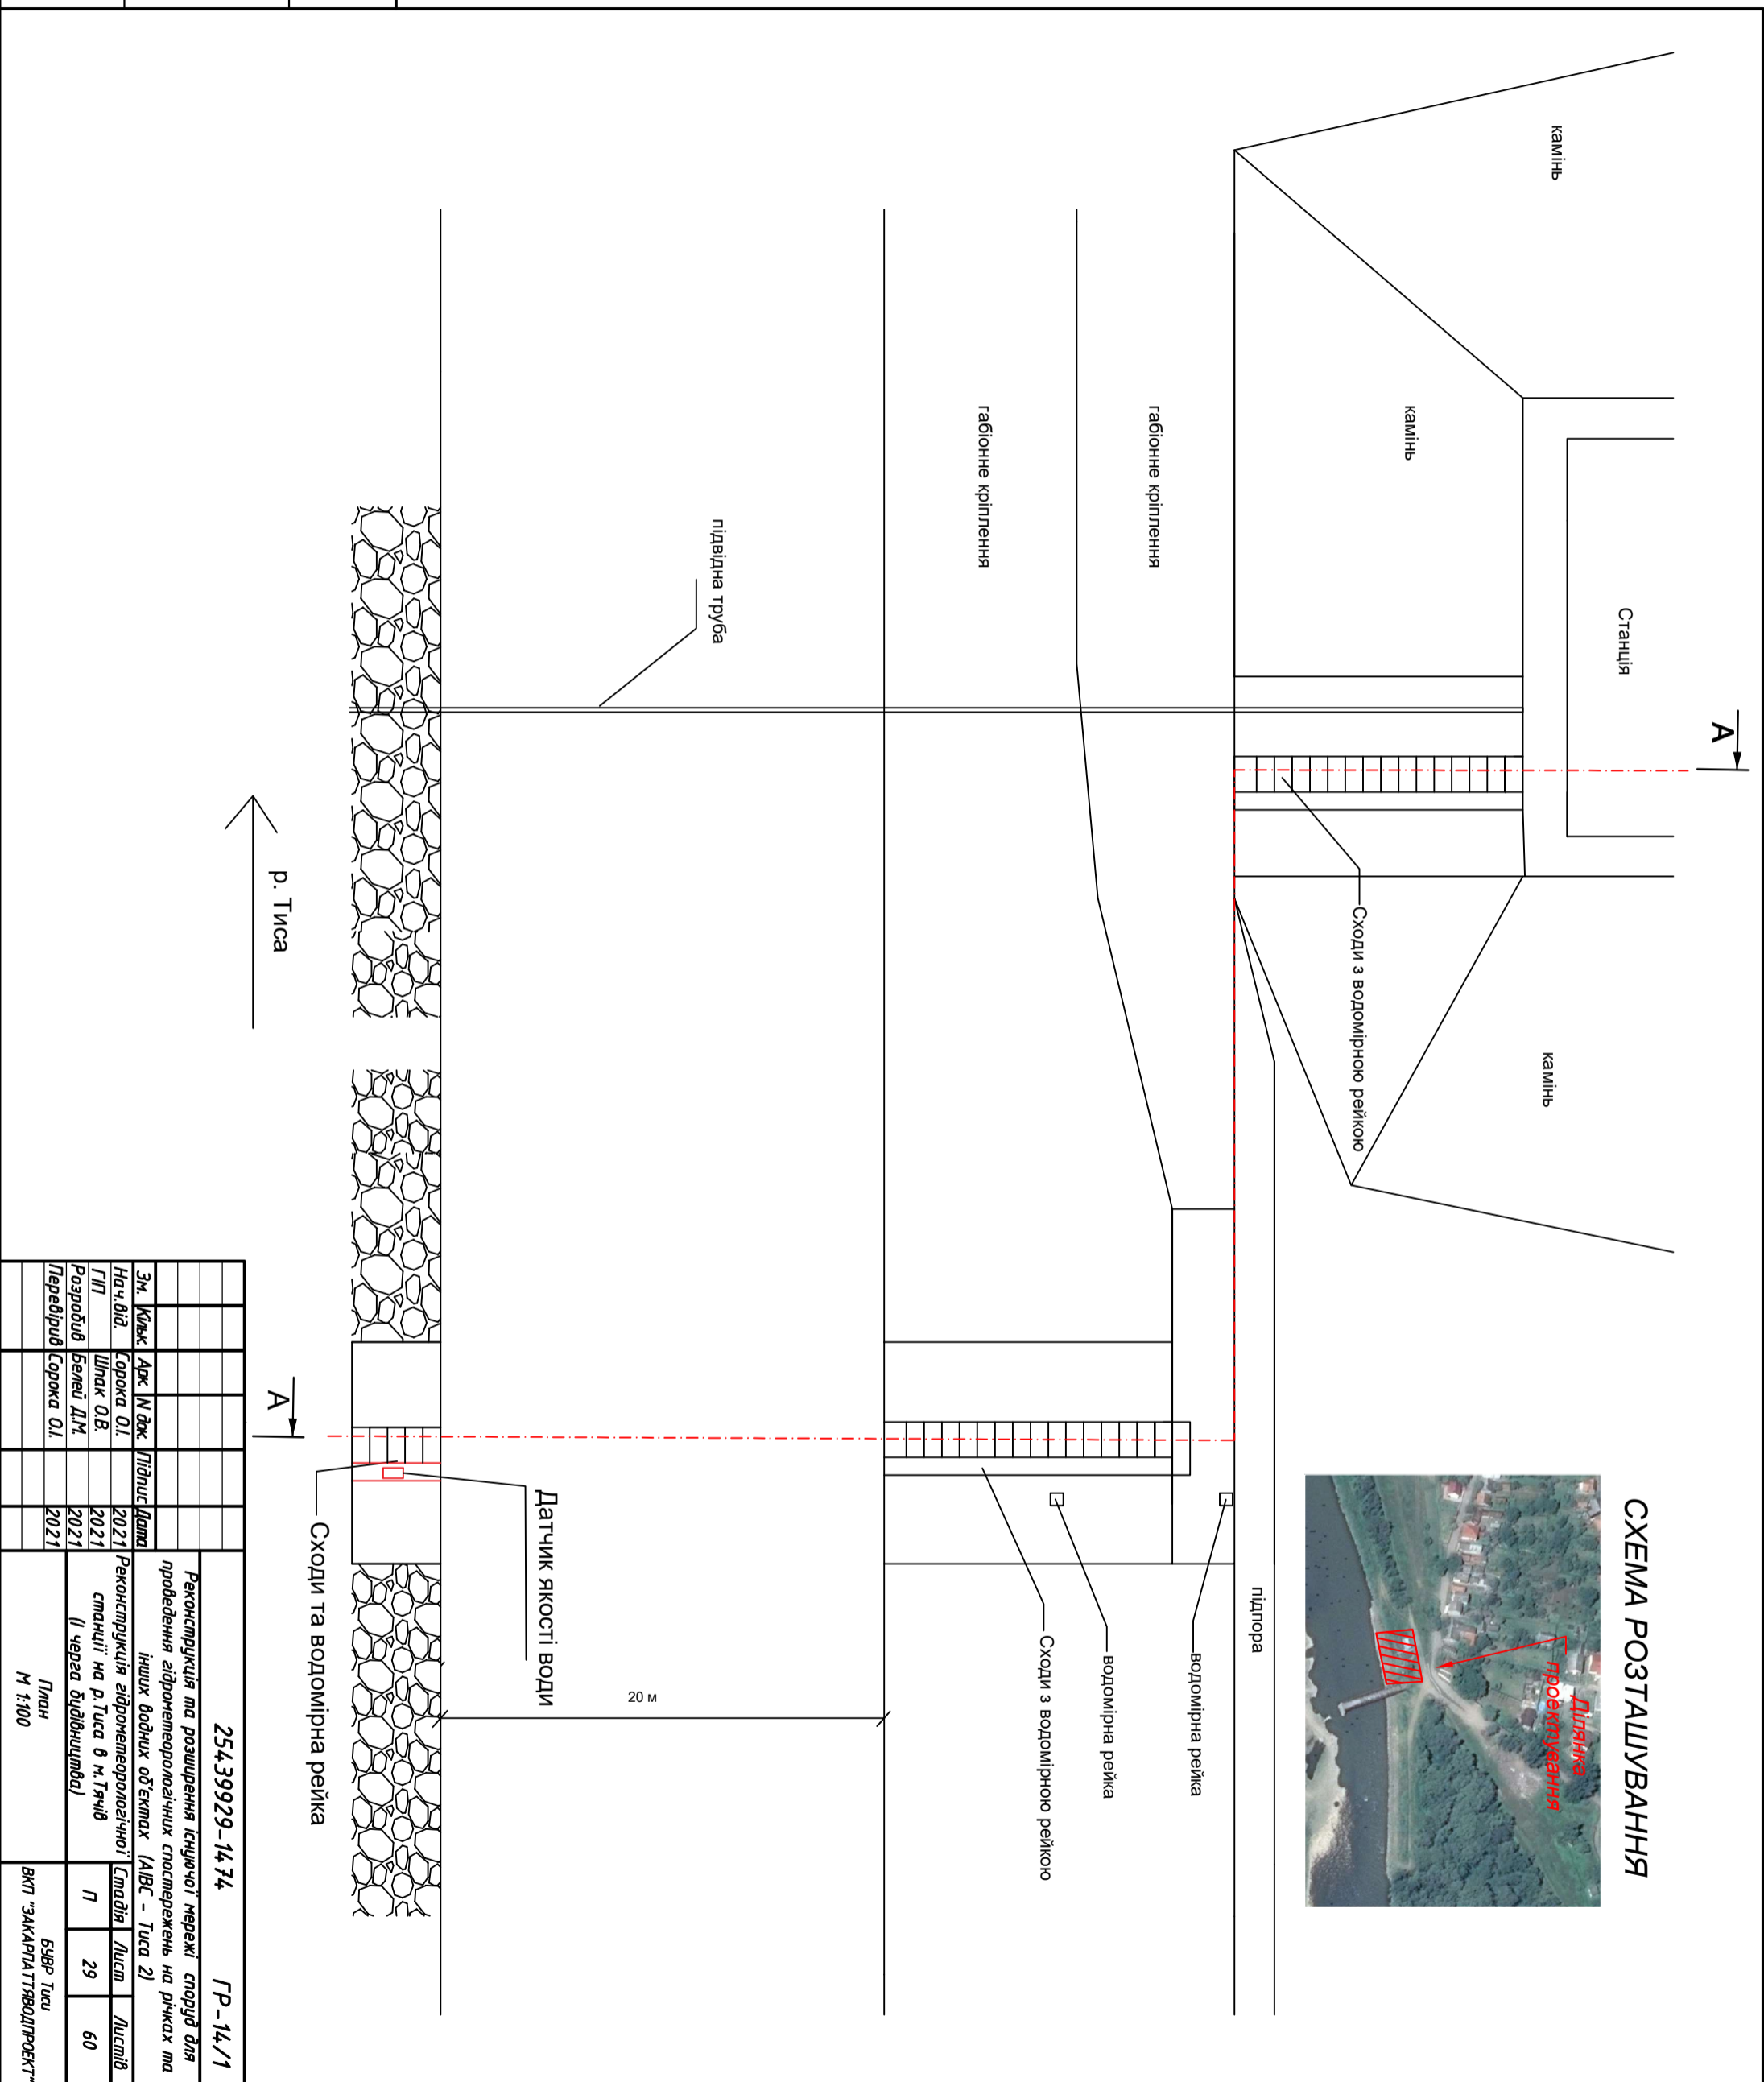 СХЕМА РОЗТАШУВАННЯ
Ділянка
проектування
А
Станція
камінь
камінь
камінь
Сходи з водомірною рейкою
підпора
габіонне кріплення
габіонне кріплення
водомірна рейка
водомірна рейка
Сходи з водомірною рейкою
підвідна труба
20 м
Датчик якості води
Сходи та водомірна рейка
р. Тиса
А
25439929-1474 ГР-14/1
Реконструкція та розширення існуючої мережі споруд для
проведення гідрометеорологічних спостережень на річках та
інших водних об'єктах (АІВС - Тиса 2)
Зм. Кільк. Арк. N док. Підпис Дата
Нач.від. Сорока О.І. 2021
ГІП Шпак О.В. 2021
Розробив Белей Д.М. 2021
Перевірив Сорока О.І. 2021
Реконструкція гідрометеорологічної
станції на р.Тиса в м.Тячів
(І черга будівництва)
Стадія Лист Листів
П 29 60
План
М 1:100
БУВР Тиси
ВКП "ЗАКАРПАТТЯВОДПРОЕКТ"